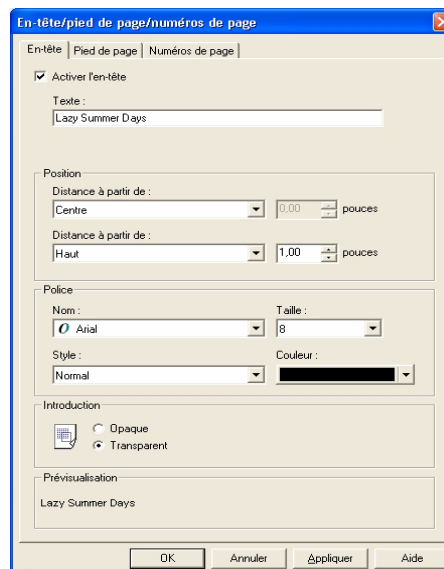 En-tête/pied de page/numéros de page
En-tête Pied de page Numéros de page
Activer l'en-tête
Texte :
Lazy Summer Days
Position
Distance à partir de :
Centre 0,00 pouces
Distance à partir de :
Haut 1,00 pouces
Police
Nom : Taille :
O Arial 8
Style : Couleur :
Normal
Introduction
Opaque
Transparent
Prévisualisation
Lazy Summer Days
OK Annuler Appliquer Aide